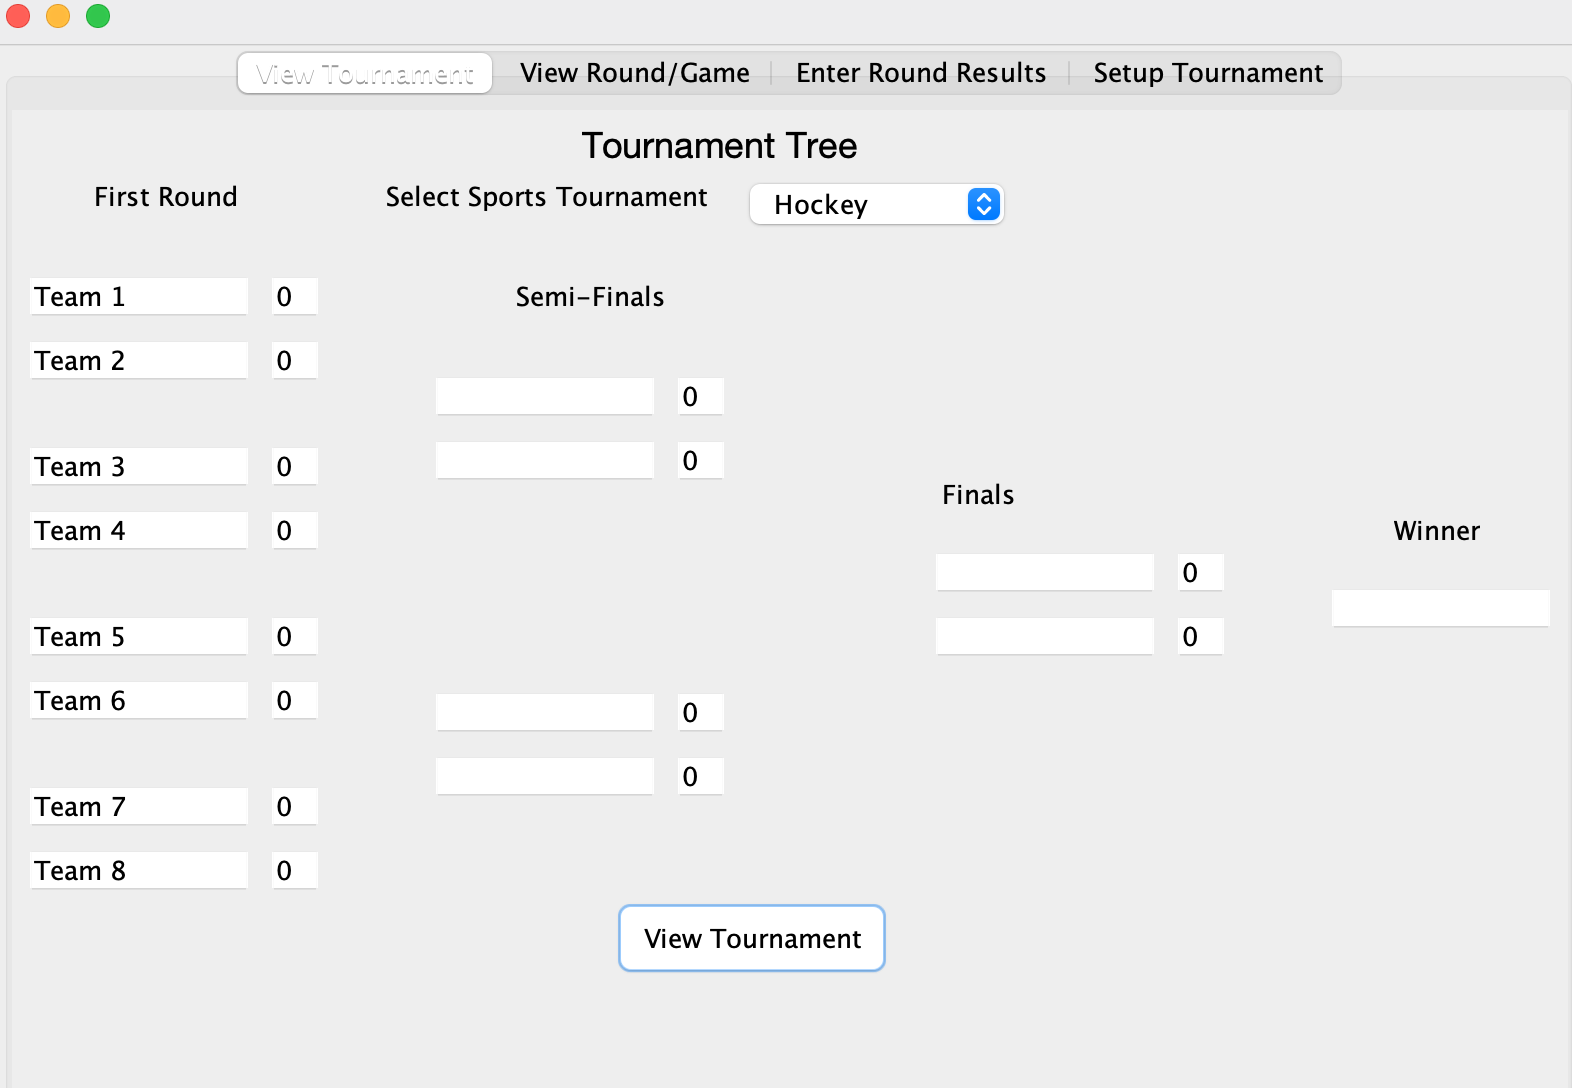 View Tournament View Round/Game Enter Round Results Setup Tournament
Tournament Tree
First Round Select Sports Tournament Hockey
Team 1 0 Semi-Finals
Team 2 0
0
Team 3 0 0
Finals
Team 4 0 Winner
0
Team 5 0 0
Team 6 0 0
0
Team 7 0
Team 8 0
View Tournament